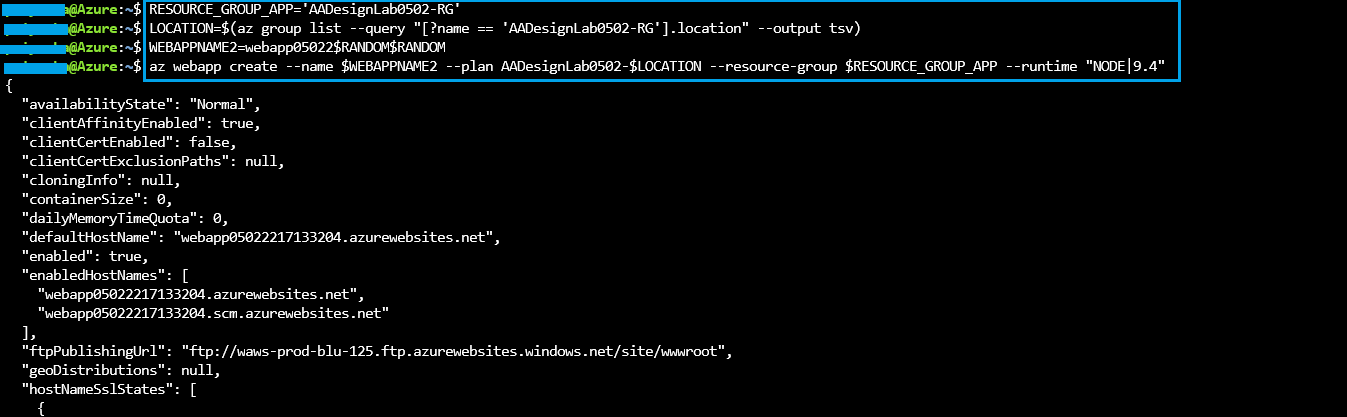 @Azure:~$ RESOURCE_GROUP_APP='AADesignLab0502-RG'
@Azure:~$ LOCATION=$(az group list --query "[?name == 'AADesignLab0502-RG'].location" --output tsv)
@Azure:~$ WEBAPPNAME2=webapp05022$RANDOM$RANDOM
@Azure:~$ az webapp create --name $WEBAPPNAME2 --plan AADesignLab0502-$LOCATION --resource-group $RESOURCE_GROUP_APP --runtime "NODE|9.4"
{
  "availabilityState": "Normal",
  "clientAffinityEnabled": true,
  "clientCertEnabled": false,
  "clientCertExclusionPaths": null,
  "cloningInfo": null,
  "containerSize": 0,
  "dailyMemoryTimeQuota": 0,
  "defaultHostName": "webapp05022217133204.azurewebsites.net",
  "enabled": true,
  "enabledHostNames": [
    "webapp05022217133204.azurewebsites.net",
    "webapp05022217133204.scm.azurewebsites.net"
  ],
  "ftpPublishingUrl": "ftp://waws-prod-blu-125.ftp.azurewebsites.windows.net/site/wwwroot",
  "geoDistributions": null,
  "hostNameSslStates": [
    {